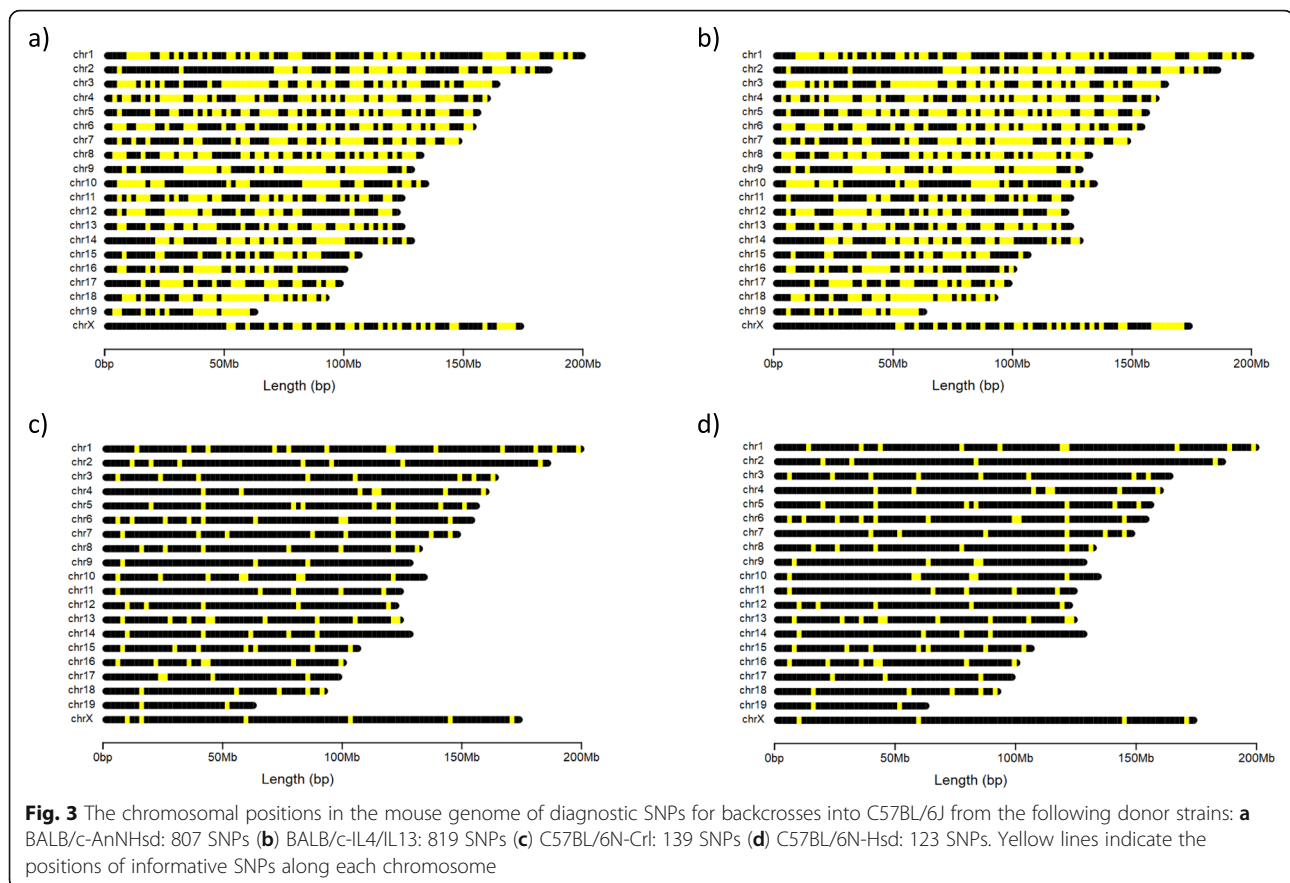 a)
chr1
chr2
chr3
chr4
chr5
chr6
chr7
chr8
chr9
chr10
chr11
chr12
chr13
chr14
chr15
chr16
chr17
chr18
chr19
chrX
0bp 50Mb 100Mb 150Mb 200Mb
Length (bp)
b)
chr1
chr2
chr3
chr4
chr5
chr6
chr7
chr8
chr9
chr10
chr11
chr12
chr13
chr14
chr15
chr16
chr17
chr18
chr19
chrX
0bp 50Mb 100Mb 150Mb 200Mb
Length (bp)
c)
chr1
chr2
chr3
chr4
chr5
chr6
chr7
chr8
chr9
chr10
chr11
chr12
chr13
chr14
chr15
chr16
chr17
chr18
chr19
chrX
0bp 50Mb 100Mb 150Mb 200Mb
Length (bp)
d)
chr1
chr2
chr3
chr4
chr5
chr6
chr7
chr8
chr9
chr10
chr11
chr12
chr13
chr14
chr15
chr16
chr17
chr18
chr19
chrX
0bp 50Mb 100Mb 150Mb 200Mb
Length (bp)
Fig. 3 The chromosomal positions in the mouse genome of diagnostic SNPs for backcrosses into C57BL/6J from the following donor strains: a
BALB/c-AnNHsd: 807 SNPs (b) BALB/c-IL4/IL13: 819 SNPs (c) C57BL/6N-Crl: 139 SNPs (d) C57BL/6N-Hsd: 123 SNPs. Yellow lines indicate the
positions of informative SNPs along each chromosome